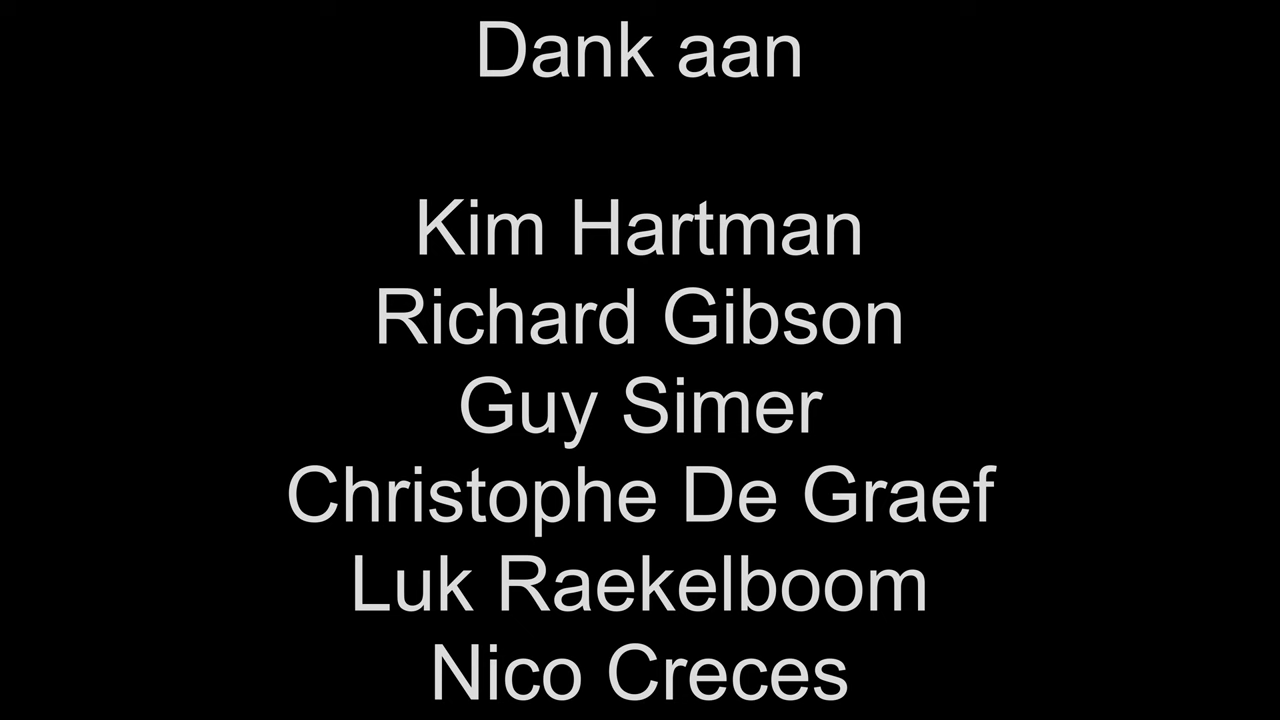 Dank aan
Kim Hartman
Richard Gibson
Guy Simer
Christophe De Graef
Luk Raekelboom
Nico Creces